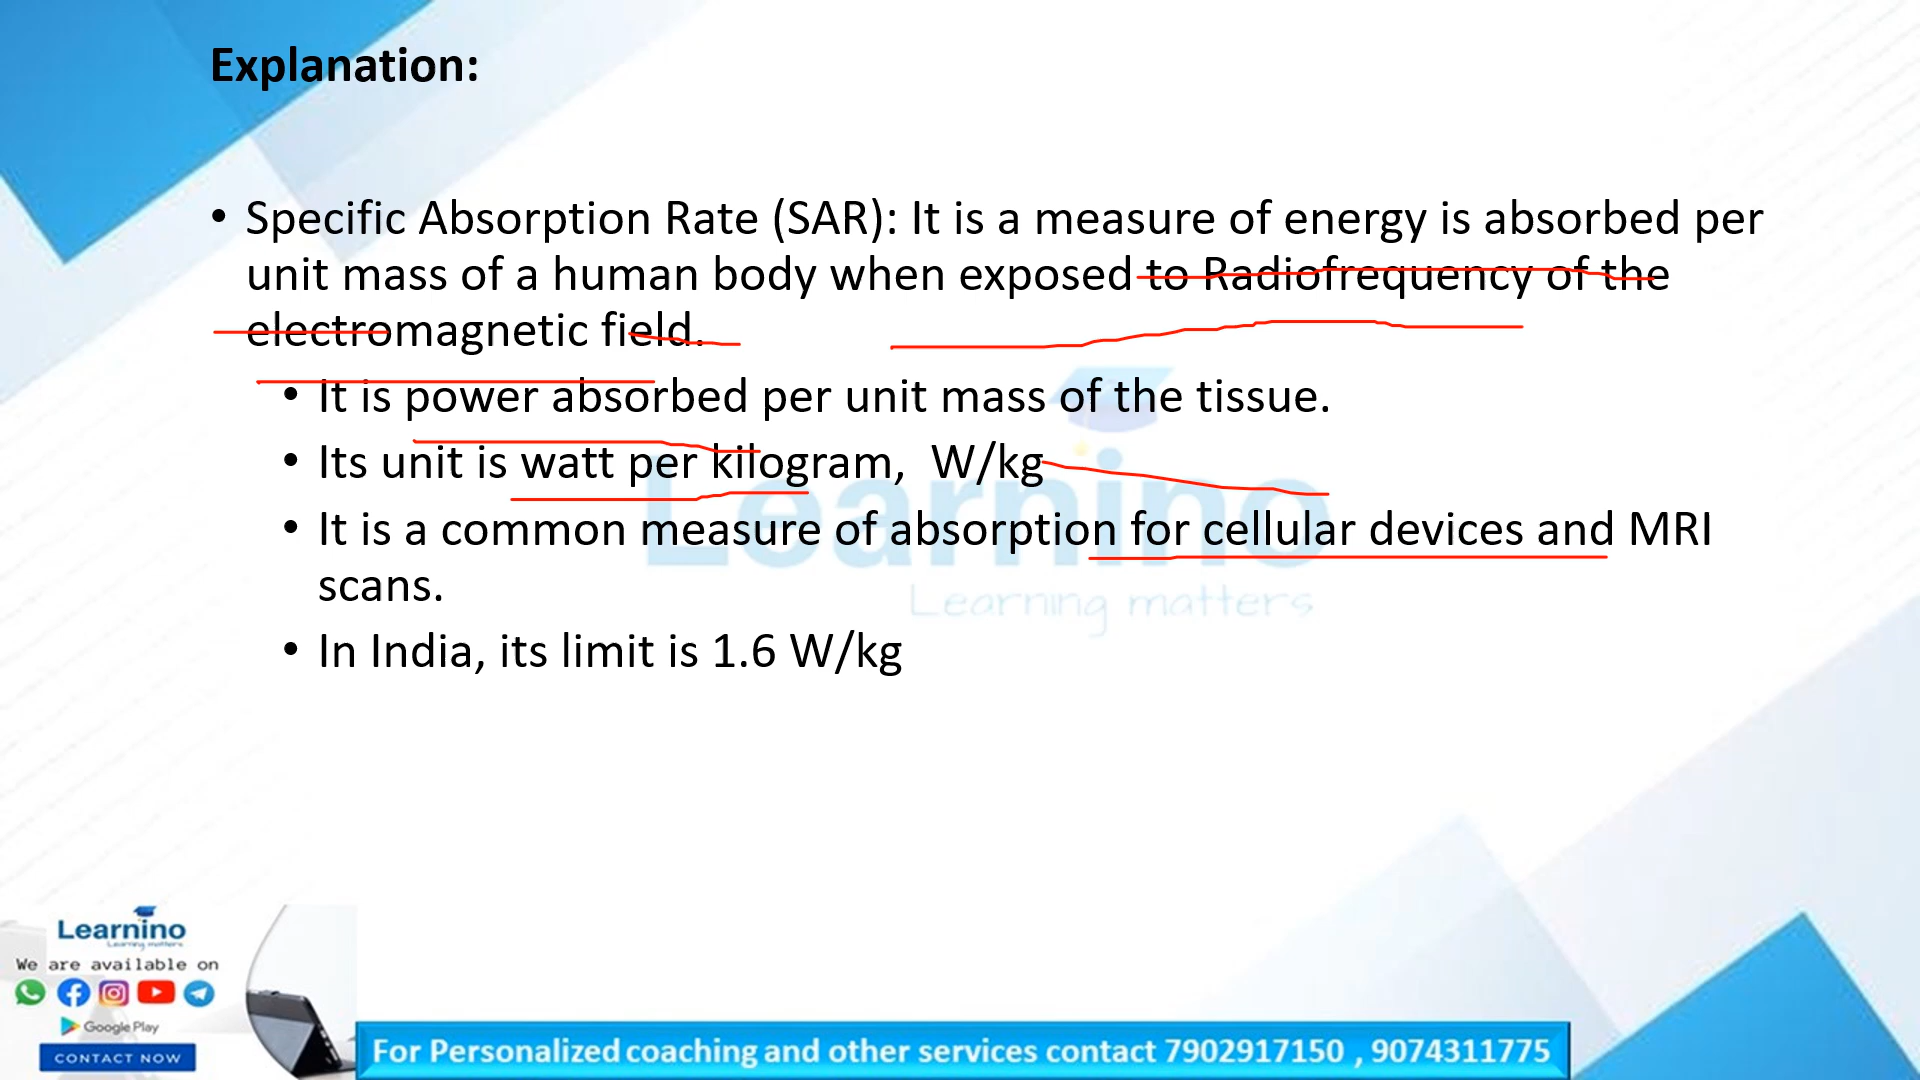 Explanation:
• Specific Absorption Rate (SAR): It is a measure of energy is absorbed per
unit mass of a human body when exposed to Radiofrequency of the
electromagnetic field.
• It is power absorbed per unit mass of the tissue.
• Its unit is watt per kilogram,  W/kg
• It is a common measure of absorption for cellular devices and MRI
scans.
• In India, its limit is 1.6 W/kg
Learnino
Learning matters
Learnino
Learning matters
We are available on
Google Play
CONTACT NOW
For Personalized coaching and other services contact 7902917150 , 9074311775